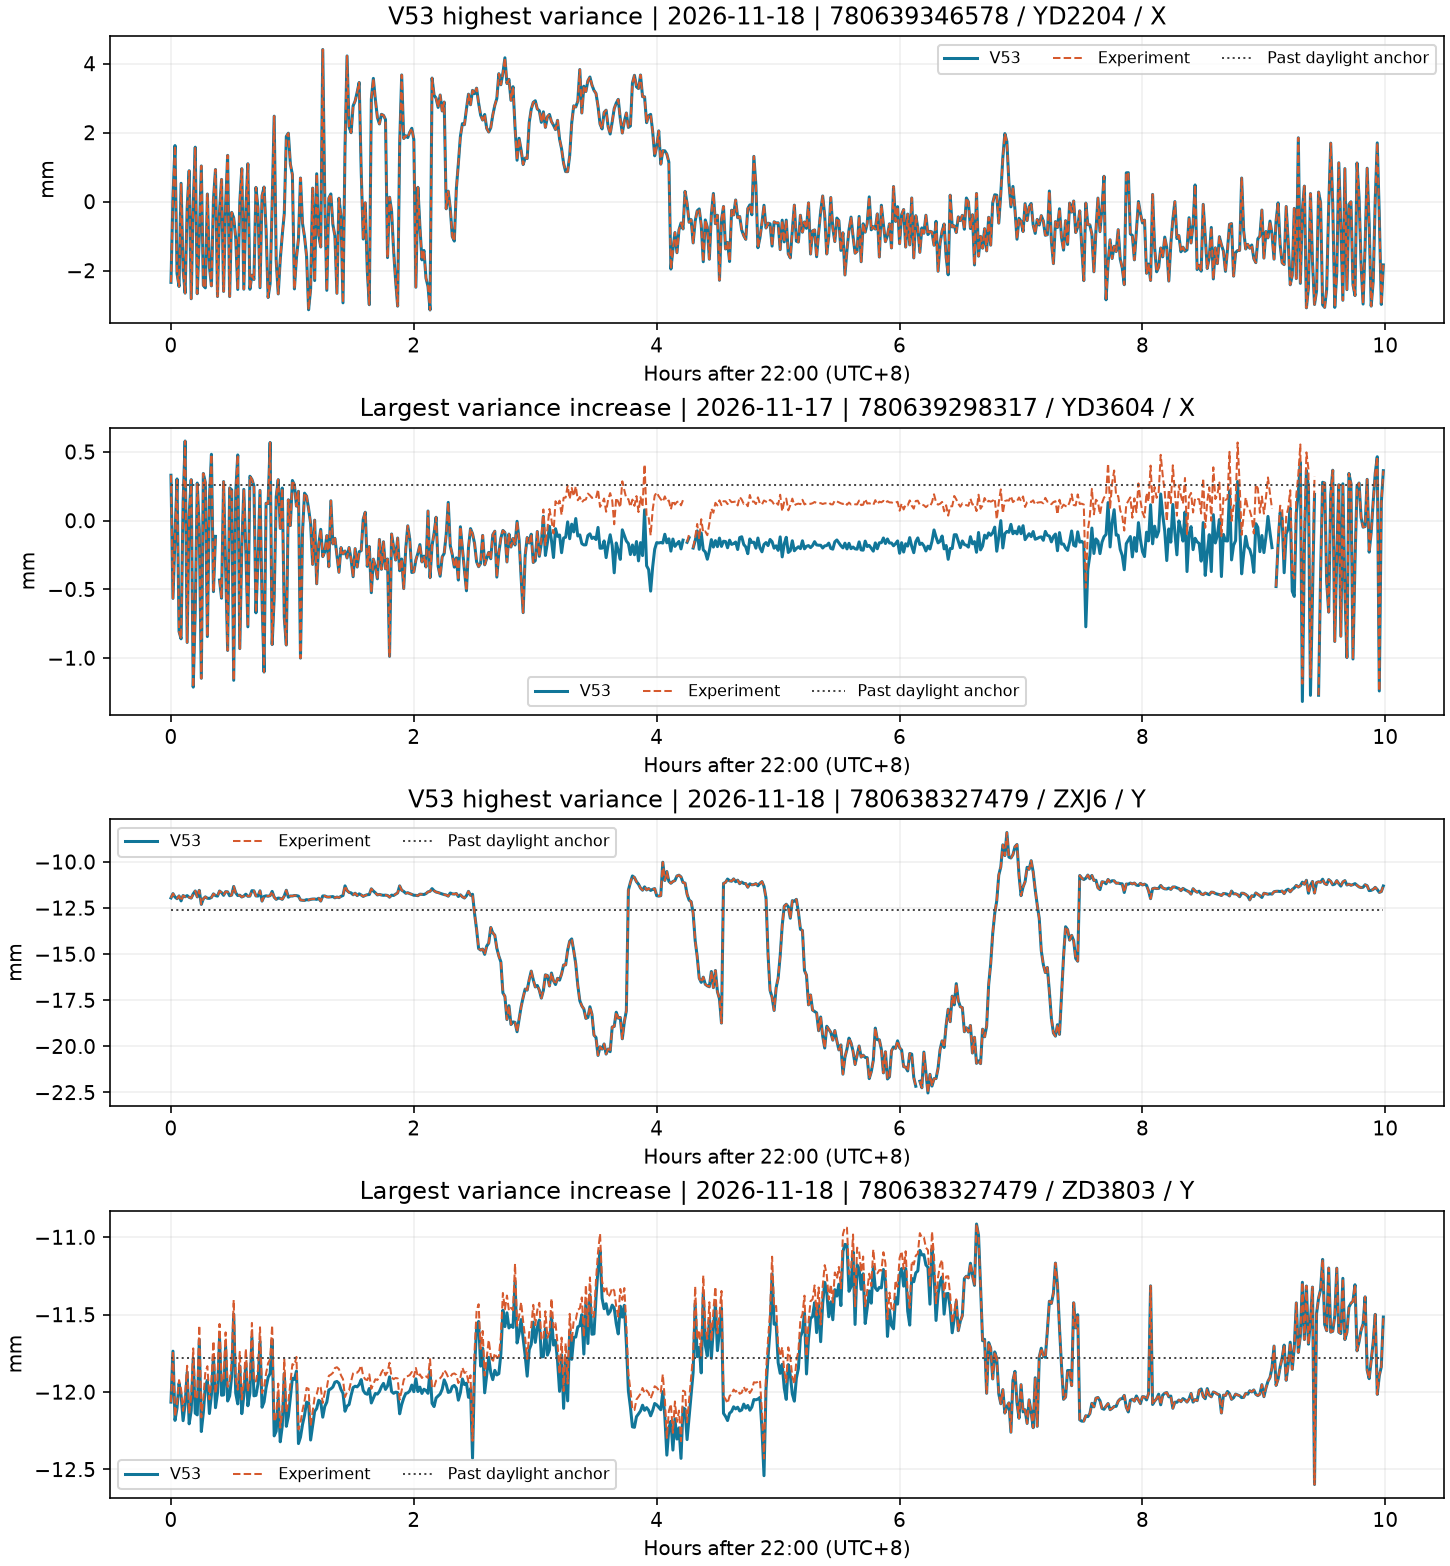 V53 highest variance | 2026-11-18 | 780639346578 / YD2204 / X
V53 Experiment Past daylight anchor
4
2
0
−2
mm
0 2 4 6 8 10
Hours after 22:00 (UTC+8)
Largest variance increase | 2026-11-17 | 780639298317 / YD3604 / X
0.5
0.0
−0.5
−1.0
mm
V53 Experiment Past daylight anchor
0 2 4 6 8 10
Hours after 22:00 (UTC+8)
V53 highest variance | 2026-11-18 | 780638327479 / ZXJ6 / Y
V53 Experiment Past daylight anchor
−10.0
−12.5
−15.0
−17.5
−20.0
−22.5
mm
0 2 4 6 8 10
Hours after 22:00 (UTC+8)
Largest variance increase | 2026-11-18 | 780638327479 / ZD3803 / Y
−11.0
−11.5
−12.0
−12.5
mm
V53 Experiment Past daylight anchor
0 2 4 6 8 10
Hours after 22:00 (UTC+8)